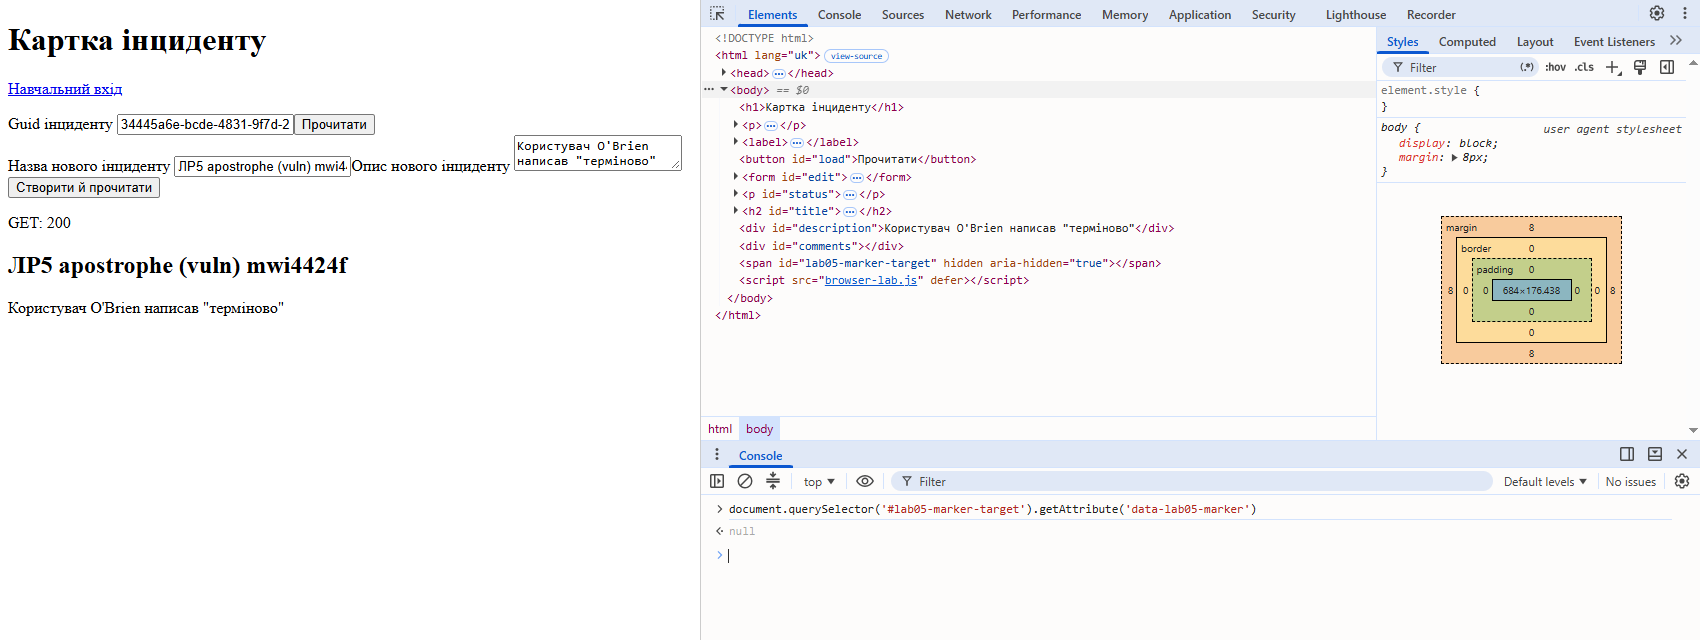 Картка інциденту
Навчальний вхід
Guid інциденту 34445a6e-bcde-4831-9f7d-2 Прочитати
Назва нового інциденту ЛР5 apostrophe (vuln) mwi4 Опис нового інциденту Користувач O'Brien
написав "терміново"
Створити й прочитати
GET: 200
ЛР5 apostrophe (vuln) mwi4424f
Користувач O'Brien написав "терміново"
Elements Console Sources Network Performance Memory Application Security Lighthouse Recorder
<!DOCTYPE html>
<html lang="uk"> view-source
<head> ··· </head>
··· <body> == $0
<h1>Картка інциденту</h1>
<p> ··· </p>
<label> ··· </label>
<button id="load">Прочитати</button>
<form id="edit"> ··· </form>
<p id="status"> ··· </p>
<h2 id="title"> ··· </h2>
<div id="description">Користувач O'Brien написав "терміново"</div>
<div id="comments"></div>
<span id="lab05-marker-target" hidden aria-hidden="true"></span>
<script src="browser-lab.js" defer></script>
</body>
</html>
html body
Styles Computed Layout Event Listeners
Filter :hov .cls
element.style {
}
body { user agent stylesheet
display: block;
margin: 8px;
}
margin 8
border 0
padding 0
8 0 0 684×176.438 0 0 8
0
0
8
Console
top Filter Default levels No issues
document.querySelector('#lab05-marker-target').getAttribute('data-lab05-marker')
null